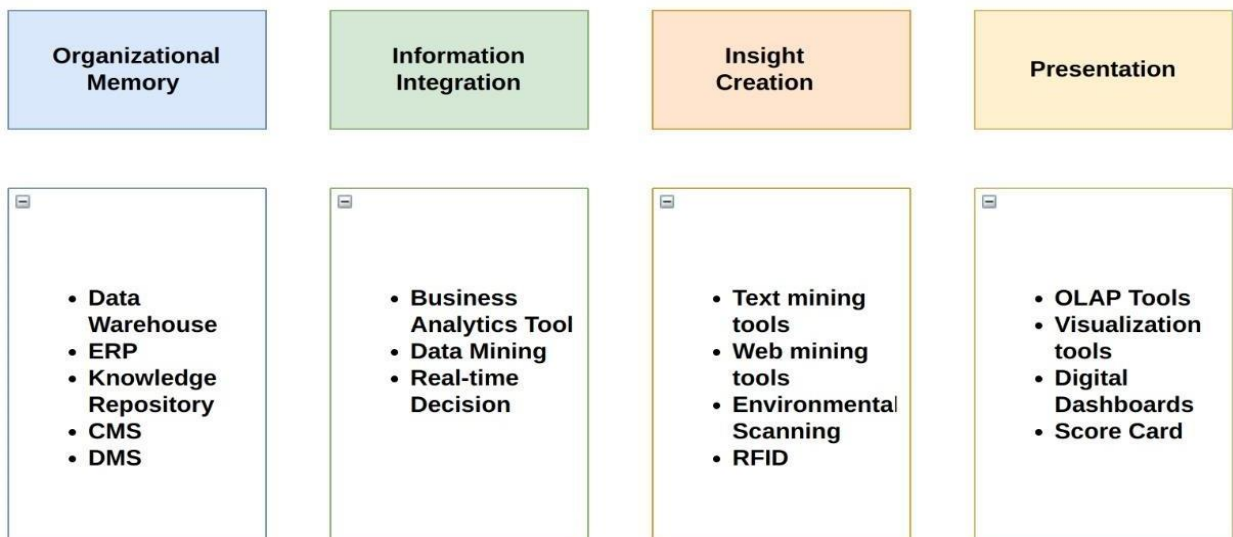 Organizational
Memory
Information
Integration
Insight
Creation
Presentation
• Data
Warehouse
• ERP
• Knowledge
Repository
• CMS
• DMS
• Business
Analytics Tool
• Data Mining
• Real-time
Decision
• Text mining
tools
• Web mining
tools
• Environmental
Scanning
• RFID
• OLAP Tools
• Visualization
tools
• Digital
Dashboards
• Score Card